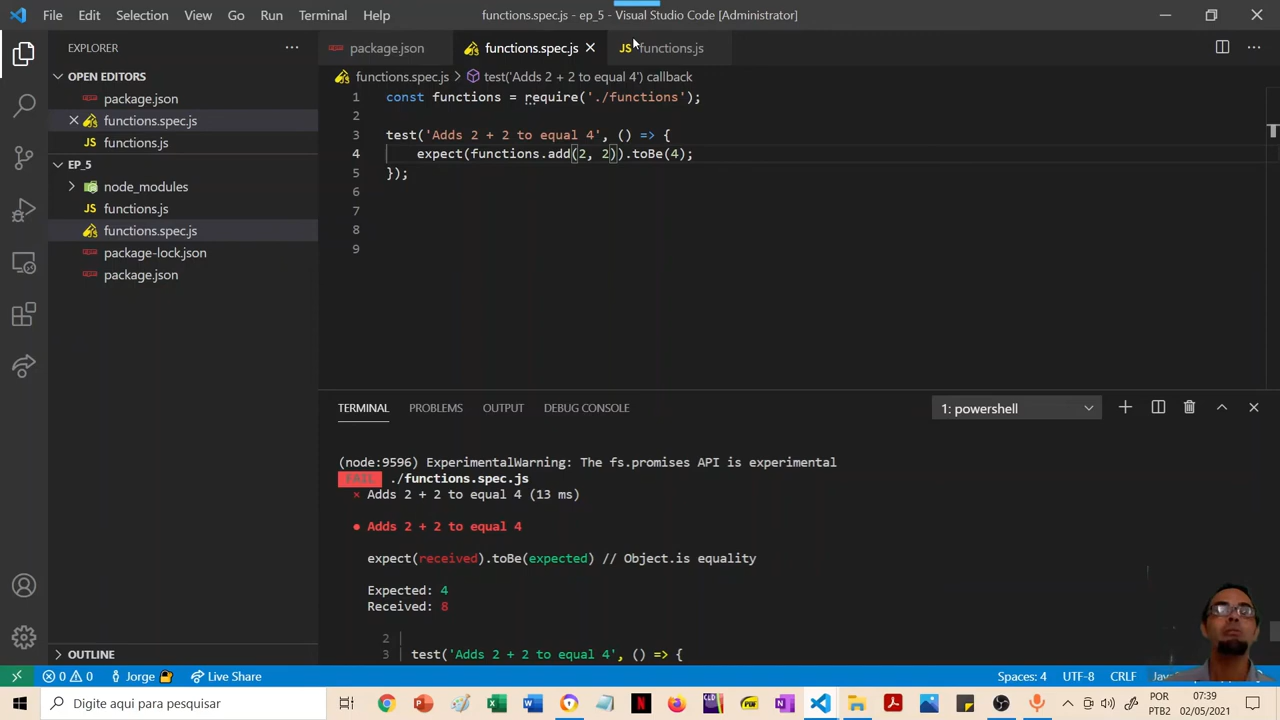 File Edit Selection View Go Run Terminal Help functions.spec.js - ep_5 - Visual Studio Code [Administrator]
EXPLORER
OPEN EDITORS
package.json
functions.spec.js
JS functions.js
EP_5
node_modules
JS functions.js
functions.spec.js
package-lock.json
package.json
OUTLINE
package.json functions.spec.js JS functions.js
functions.spec.js > test('Adds 2 + 2 to equal 4') callback
1 const functions = require('./functions');
2
3 test('Adds 2 + 2 to equal 4', () => {
4 expect(functions.add(2, 2)).toBe(4);
5 });
6
7
8
9
TERMINAL PROBLEMS OUTPUT DEBUG CONSOLE 1: powershell
(node:9596) ExperimentalWarning: The fs.promises API is experimental
FAIL ./functions.spec.js
× Adds 2 + 2 to equal 4 (13 ms)
● Adds 2 + 2 to equal 4
expect(received).toBe(expected) // Object.is equality
Expected: 4
Received: 8
2 |
3 | test('Adds 2 + 2 to equal 4', () => {
0 0 Jorge Live Share Spaces: 4 UTF-8 CRLF
Digite aqui para pesquisar
POR 07:39
PTB2 02/05/2021